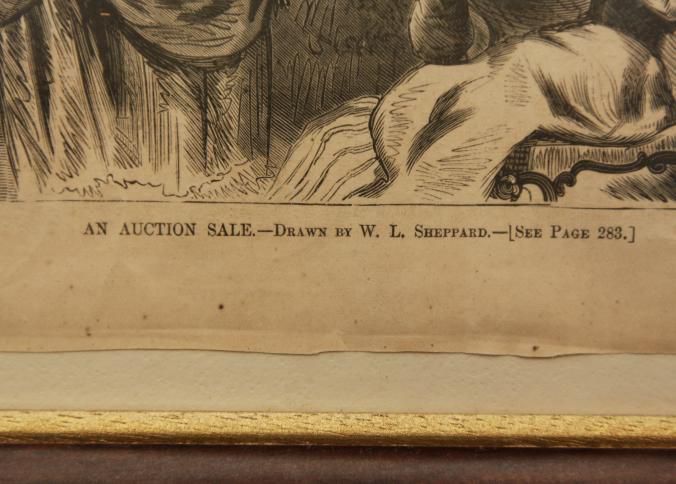 AN AUCTION SALE.—Drawn by W. L. Sheppard.—[See Page 283.]